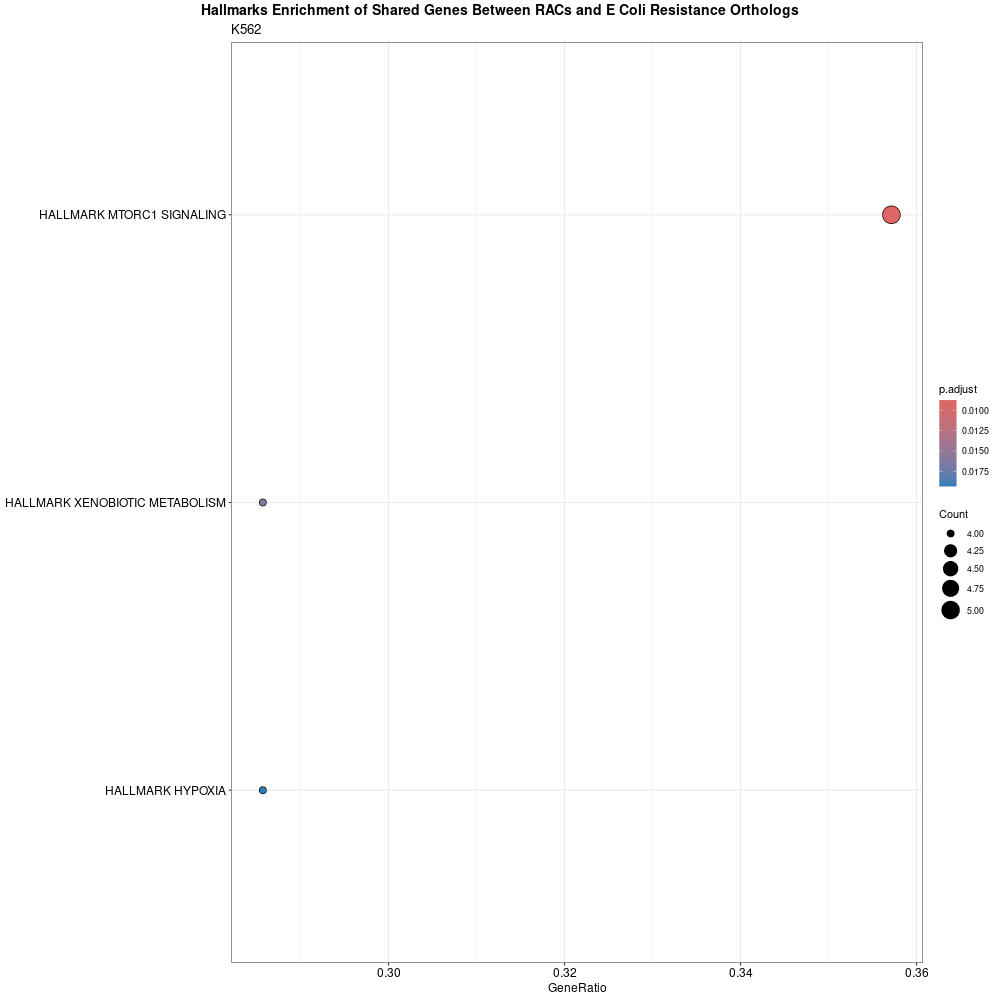 Hallmarks Enrichment of Shared Genes Between RACs and E Coli Resistance Orthologs
K562
HALLMARK MTORC1 SIGNALING
HALLMARK XENOBIOTIC METABOLISM
HALLMARK HYPOXIA
0.30
0.32
0.34
0.36
GeneRatio
p.adjust
0.0100
0.0125
0.0150
0.0175
Count
4.00
4.25
4.50
4.75
5.00